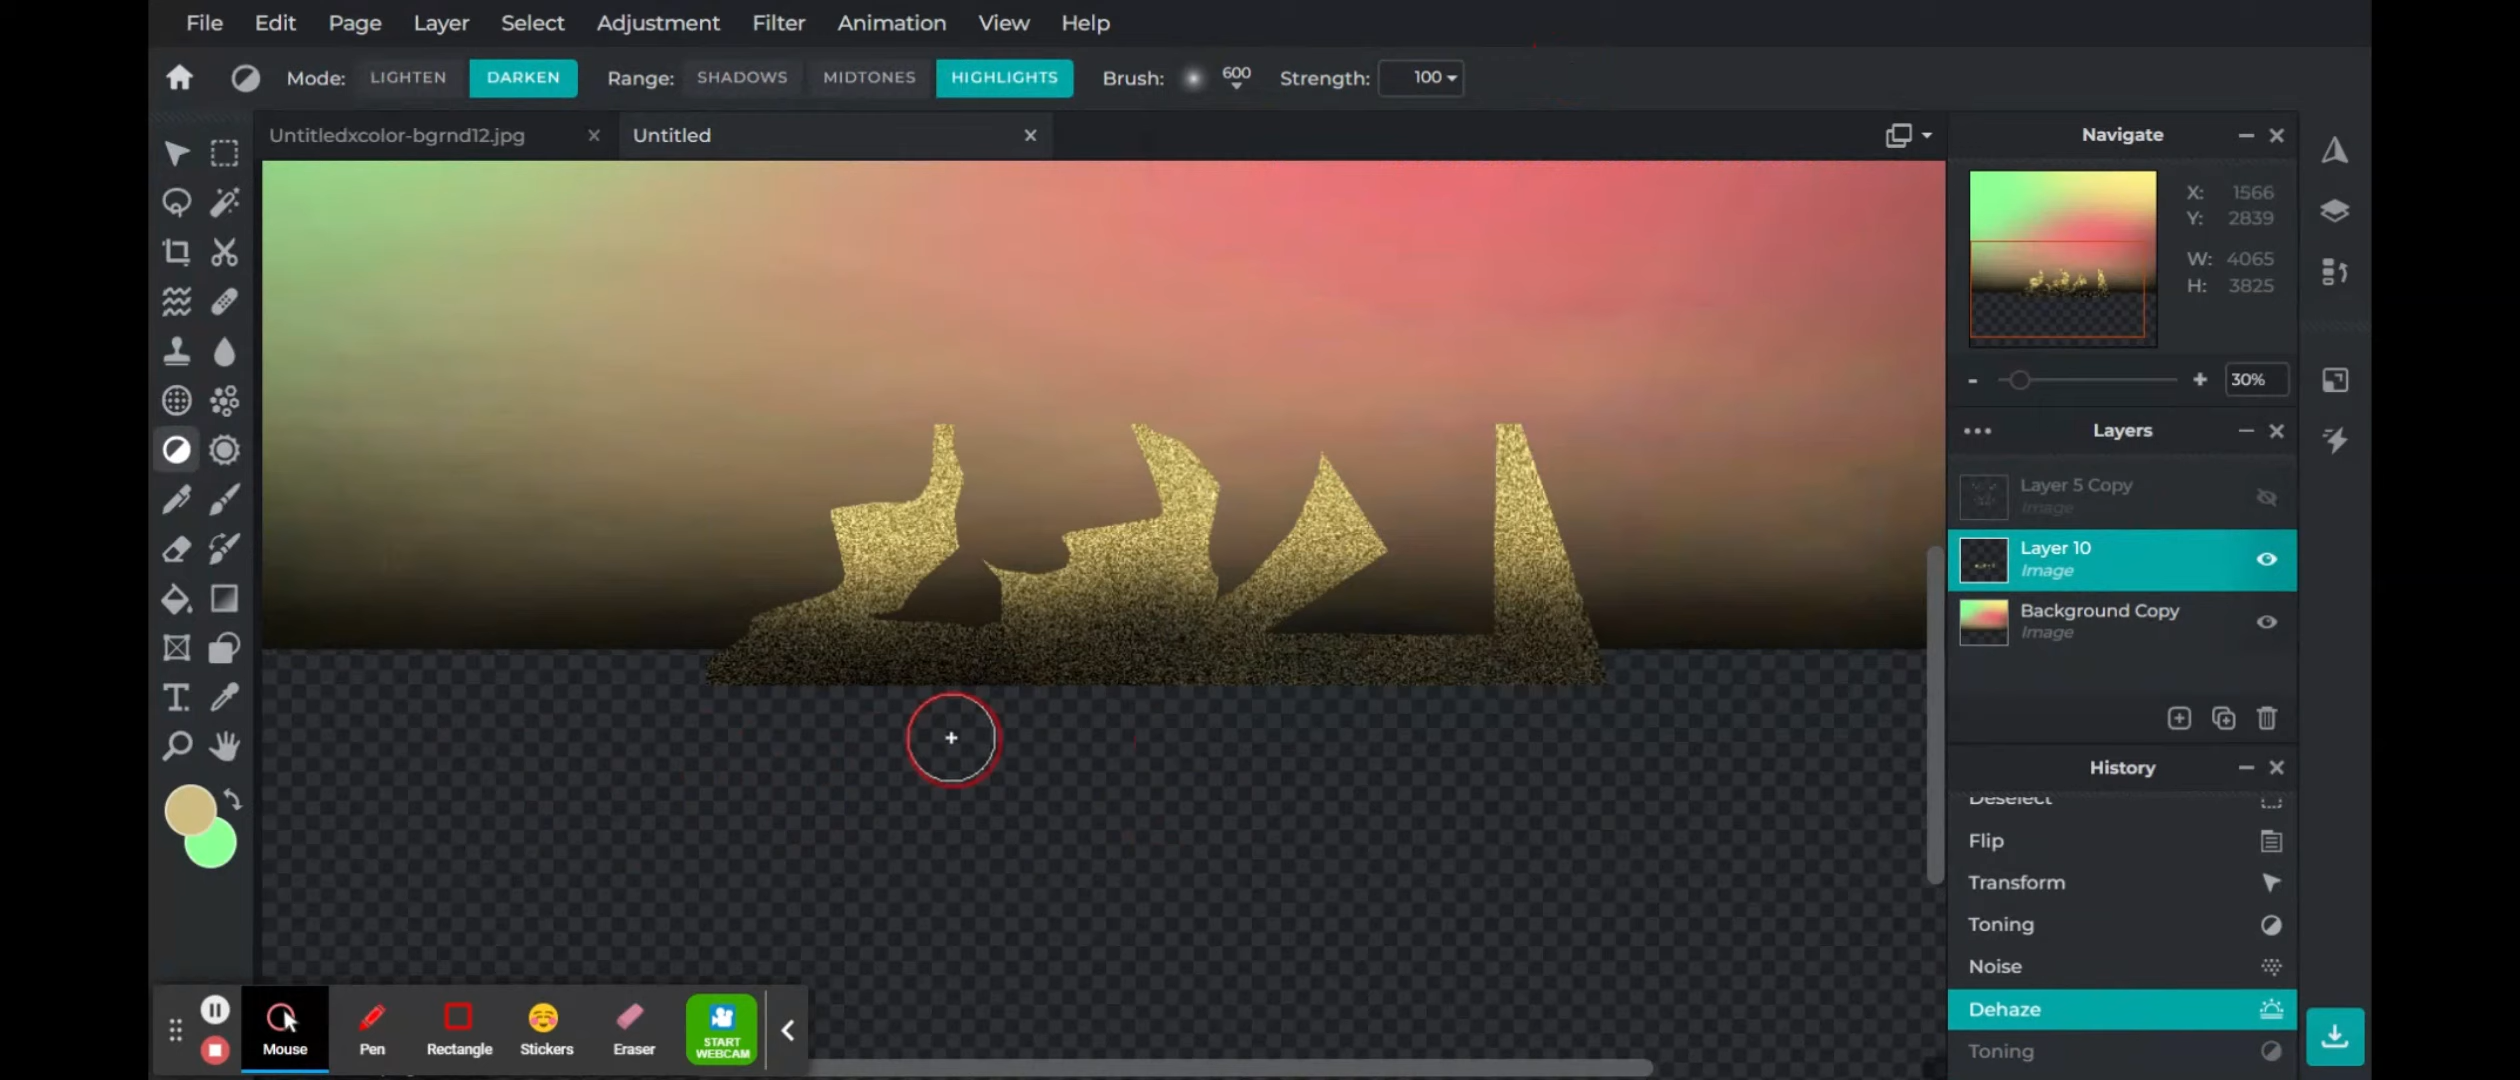 File Edit Page Layer Select Adjustment Filter Animation View Help
Mode: LIGHTEN DARKEN Range: SHADOWS MIDTONES HIGHLIGHTS Brush: 600 Strength: 100
Untitledxcolor-bgrnd12.jpg
Untitled
Navigate
X: 1566
Y: 2839
W: 4065
H: 3825
30%
Layers
Layer 5 Copy
Image
Layer 10
Image
Background Copy
Image
History
Deselect
Flip
Transform
Toning
Noise
Dehaze
Toning
Mouse
Pen
Rectangle
Stickers
Eraser
START
WEBCAM